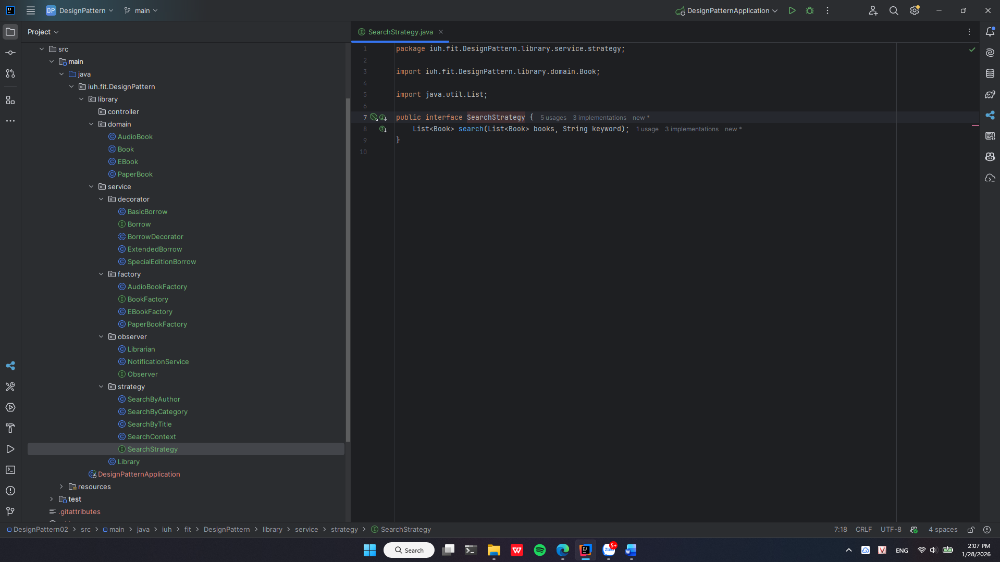 DP DesignPattern main DesignPatternApplication
Project SearchStrategy.java
src
main
java
iuh.fit.DesignPattern
library
controller
domain
AudioBook
Book
EBook
PaperBook
service
decorator
BasicBorrow
Borrow
BorrowDecorator
ExtendedBorrow
SpecialEditionBorrow
factory
AudioBookFactory
BookFactory
EBookFactory
PaperBookFactory
observer
Librarian
NotificationService
Observer
strategy
SearchByAuthor
SearchByCategory
SearchByTitle
SearchContext
SearchStrategy
Library
DesignPatternApplication
resources
test
.gitattributes
1 package iuh.fit.DesignPattern.library.service.strategy;
2
3 import iuh.fit.DesignPattern.library.domain.Book;
4
5 import java.util.List;
6
7 public interface SearchStrategy { 5 usages 3 implementations new *
8 List<Book> search(List<Book> books, String keyword); 1 usage 3 implementations new *
9 }
10
DesignPattern02 > src > main > java > iuh > fit > DesignPattern > library > service > strategy > SearchStrategy 7:18 CRLF UTF-8 4 spaces
Search Zalo 5+ ENG 2:07 PM
1/28/2026